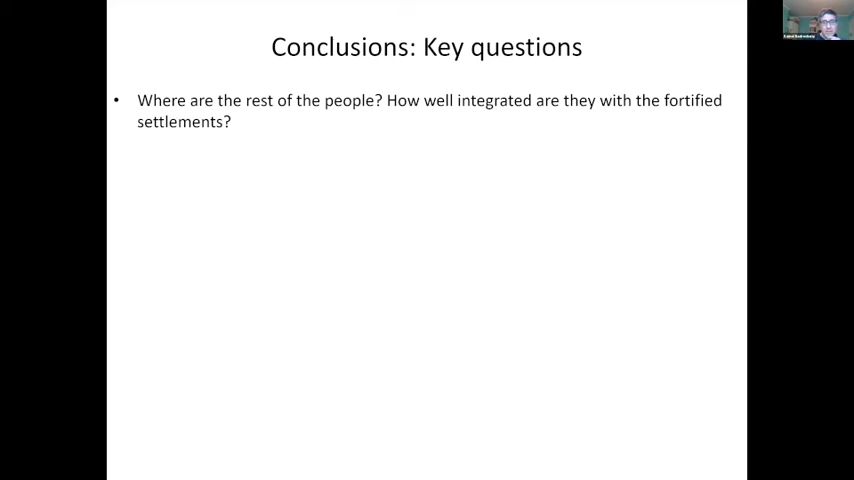 Conclusions: Key questions
• Where are the rest of the people? How well integrated are they with the fortified
settlements?